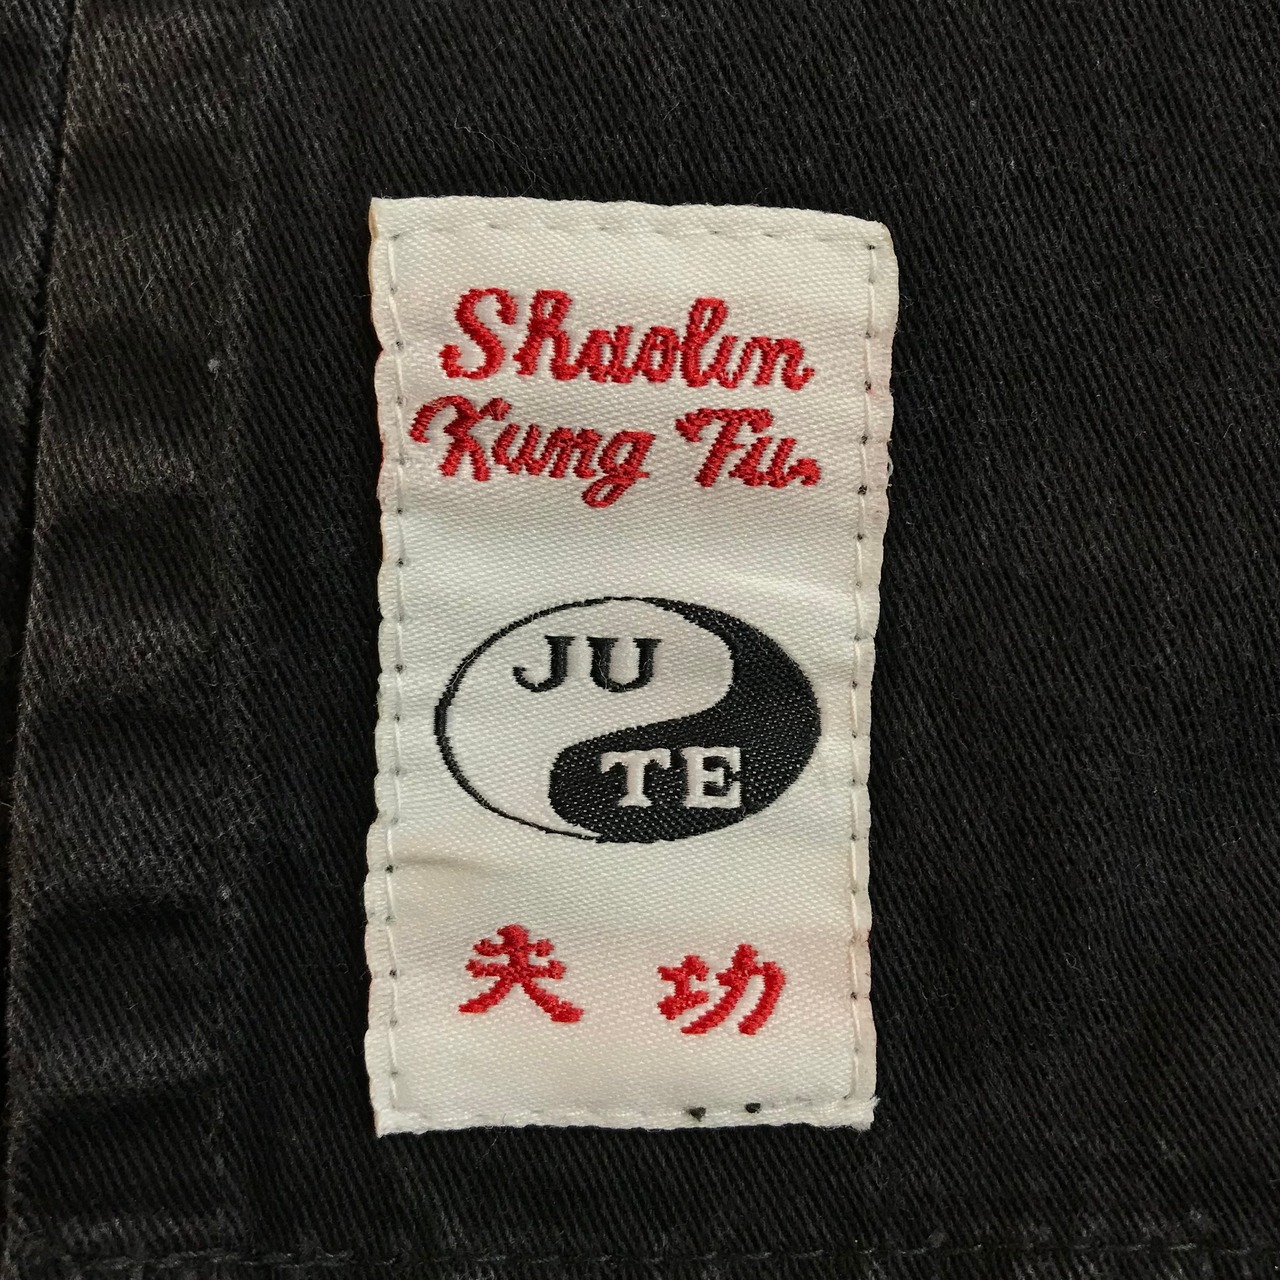 Shaolin
Kung Fu.
JU
TE
夫 功